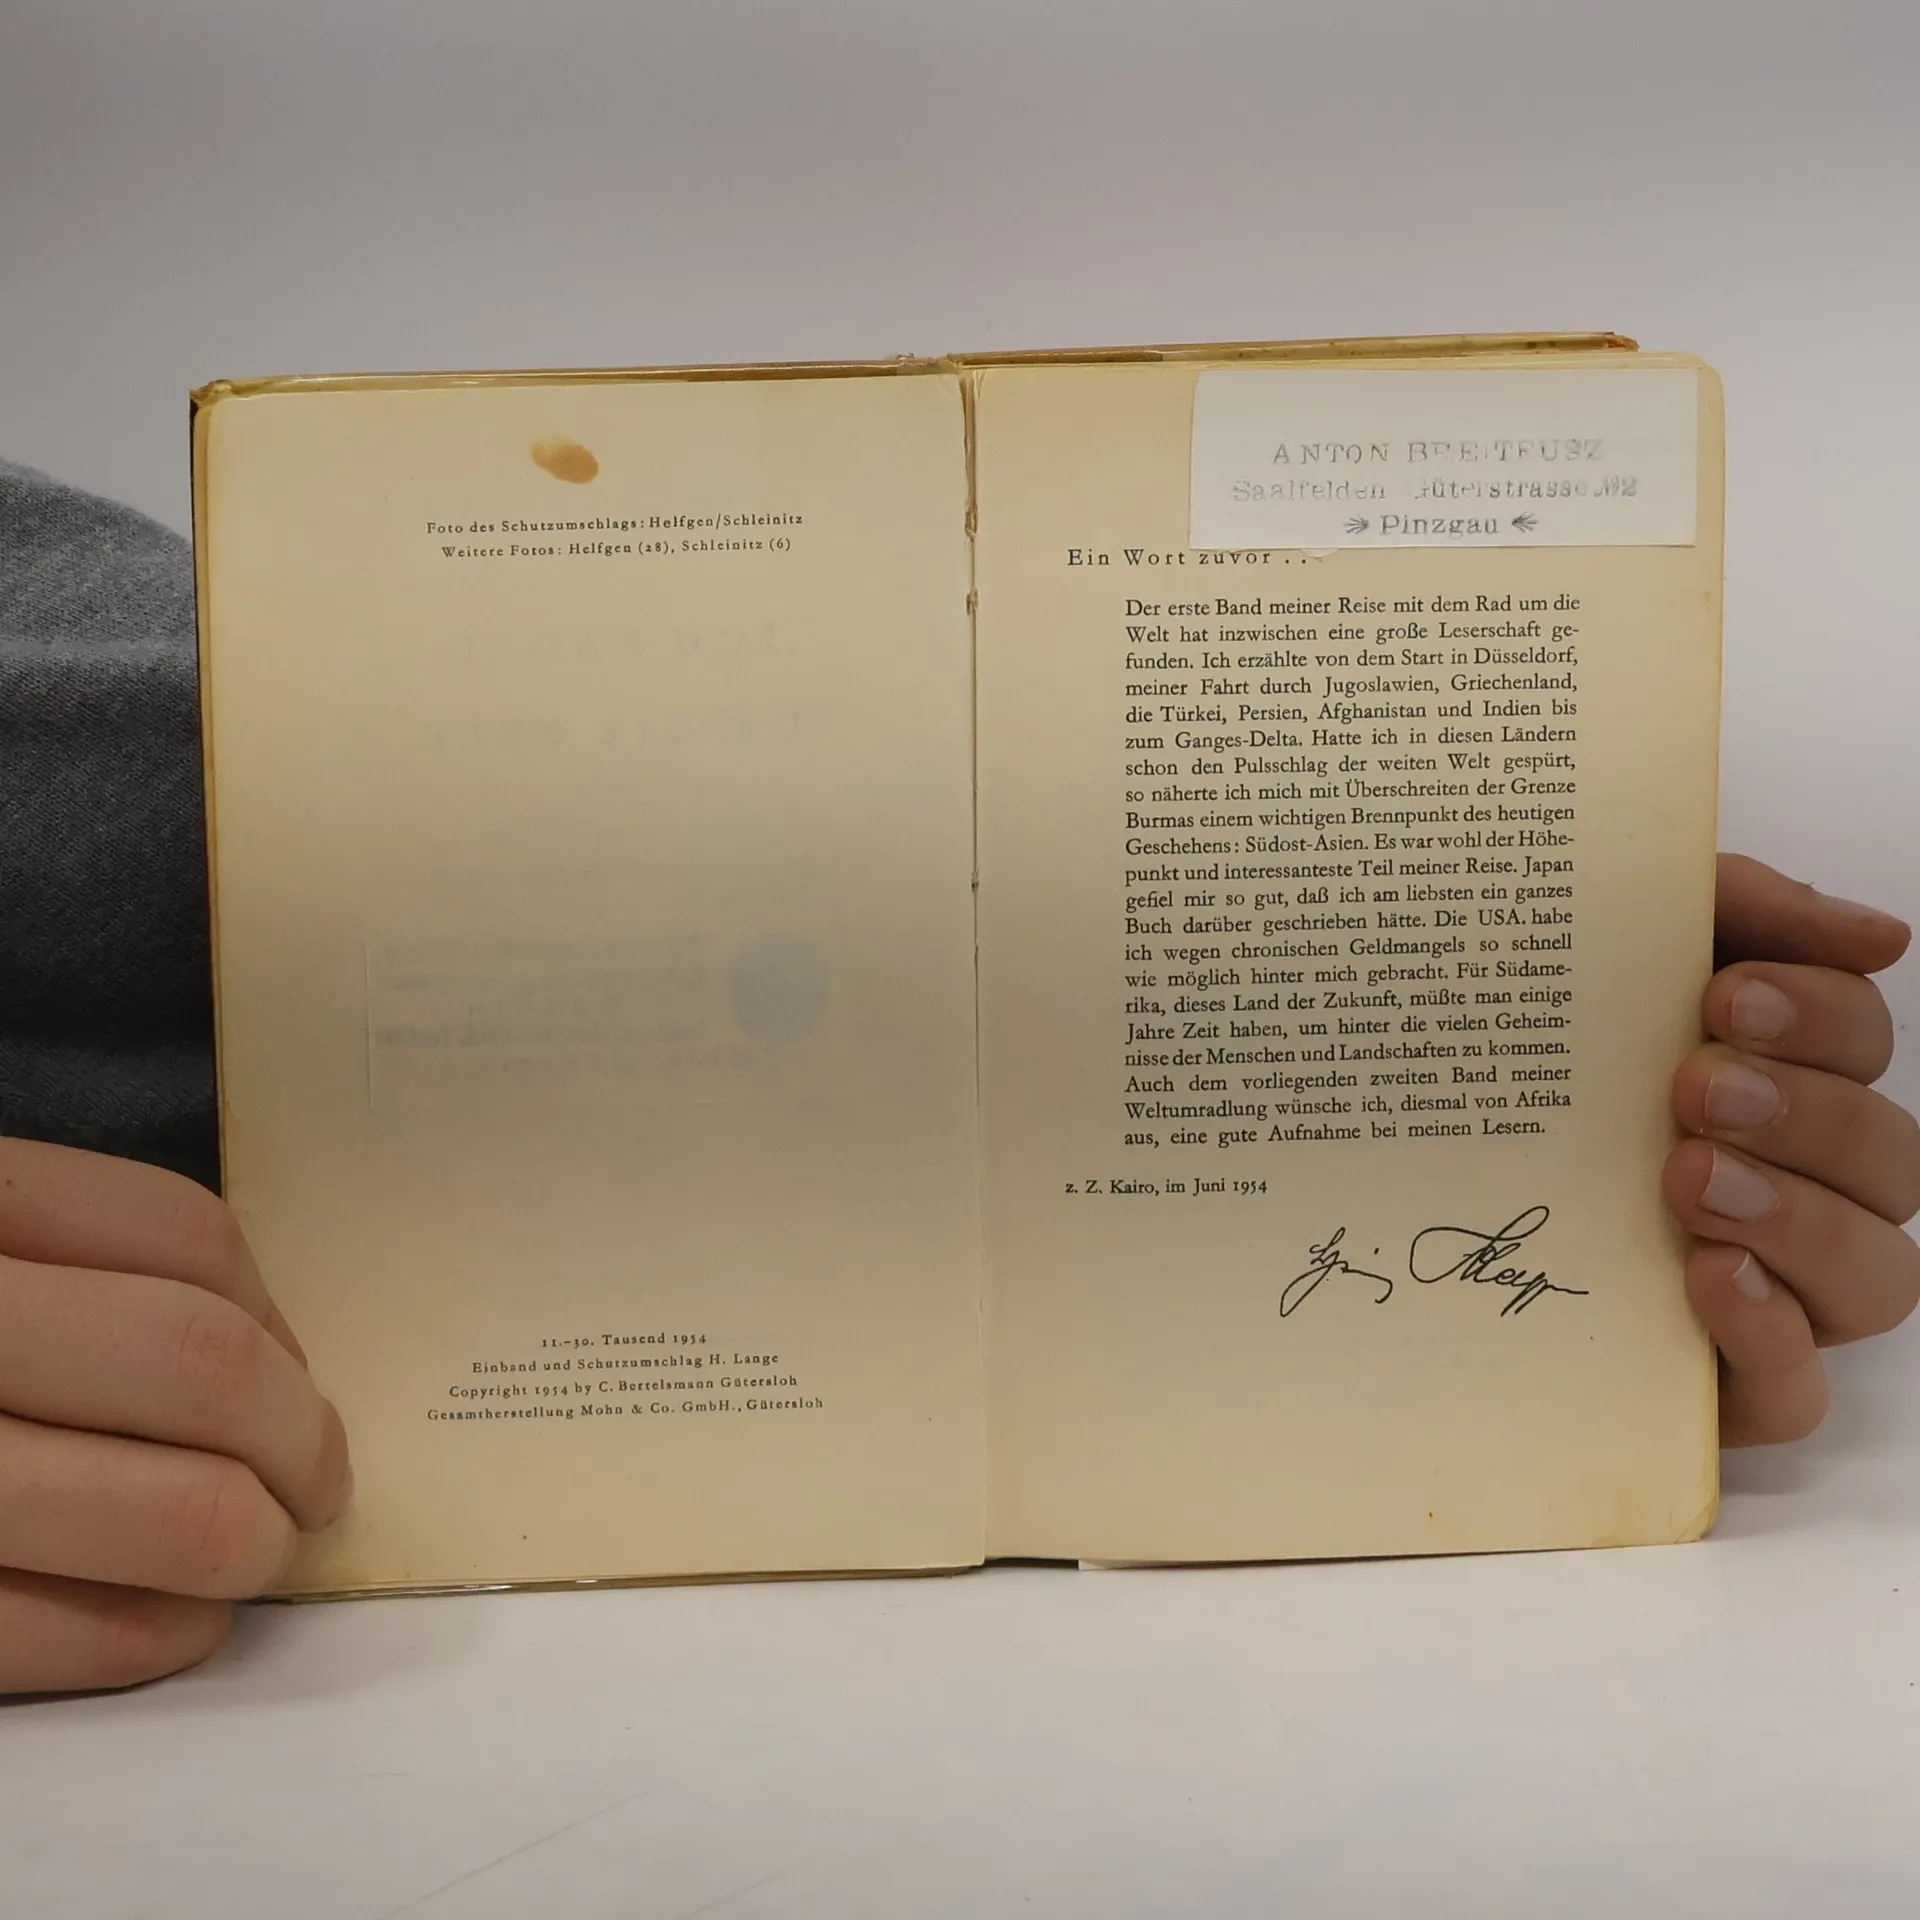 Foto des Schutzumschlags: Helfgen/Schleinitz
Weitere Fotos: Helfgen (28), Schleinitz (6)
11.–30. Tausend 1954
Einband und Schutzumschlag H. Lange
Copyright 1954 by C. Bertelsmann Gütersloh
Gesamtherstellung Mohn & Co. GmbH., Gütersloh
ANTON BREITFUSZ
Saalfelden Güterstrasse №2
Pinzgau
Ein Wort zuvor . .
Der erste Band meiner Reise mit dem Rad um die
Welt hat inzwischen eine große Leserschaft ge-
funden. Ich erzählte von dem Start in Düsseldorf,
meiner Fahrt durch Jugoslawien, Griechenland,
die Türkei, Persien, Afghanistan und Indien bis
zum Ganges-Delta. Hatte ich in diesen Ländern
schon den Pulsschlag der weiten Welt gespürt,
so näherte ich mich mit Überschreiten der Grenze
Burmas einem wichtigen Brennpunkt des heutigen
Geschehens: Südost-Asien. Es war wohl der Höhe-
punkt und interessanteste Teil meiner Reise. Japan
gefiel mir so gut, daß ich am liebsten ein ganzes
Buch darüber geschrieben hätte. Die USA. habe
ich wegen chronischen Geldmangels so schnell
wie möglich hinter mich gebracht. Für Südame-
rika, dieses Land der Zukunft, müßte man einige
Jahre Zeit haben, um hinter die vielen Geheim-
nisse der Menschen und Landschaften zu kommen.
Auch dem vorliegenden zweiten Band meiner
Weltumradlung wünsche ich, diesmal von Afrika
aus, eine gute Aufnahme bei meinen Lesern.
z. Z. Kairo, im Juni 1954